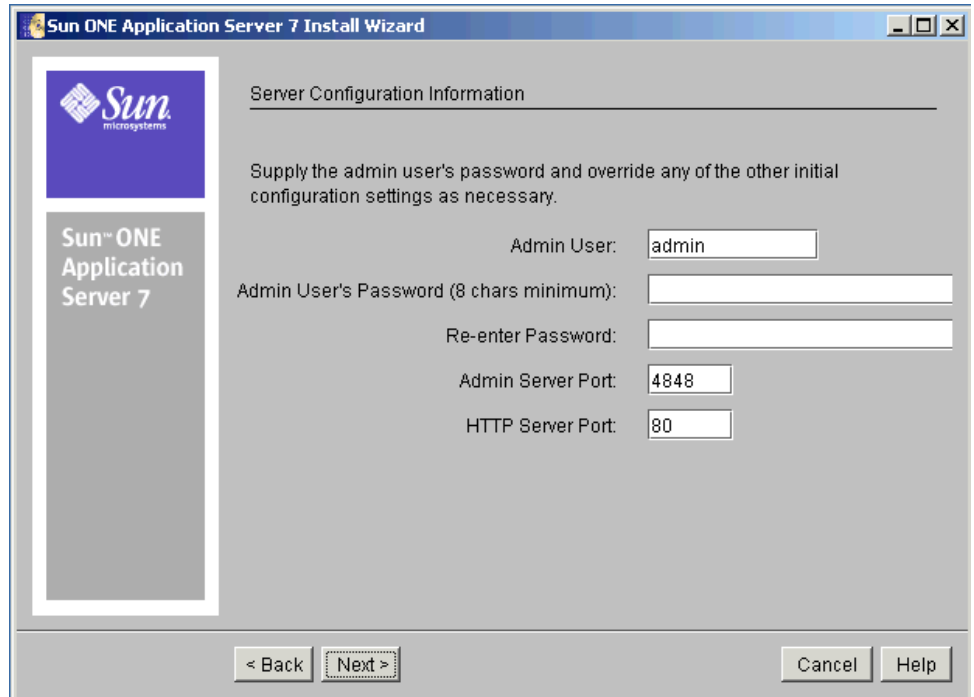 Sun ONE Application Server 7 Install Wizard
Sun
microsystems
Sun™ ONE
Application
Server 7
Server Configuration Information
Supply the admin user's password and override any of the other initial
configuration settings as necessary.
Admin User: admin
Admin User's Password (8 chars minimum):
Re-enter Password:
Admin Server Port: 4848
HTTP Server Port: 80
< Back Next > Cancel Help